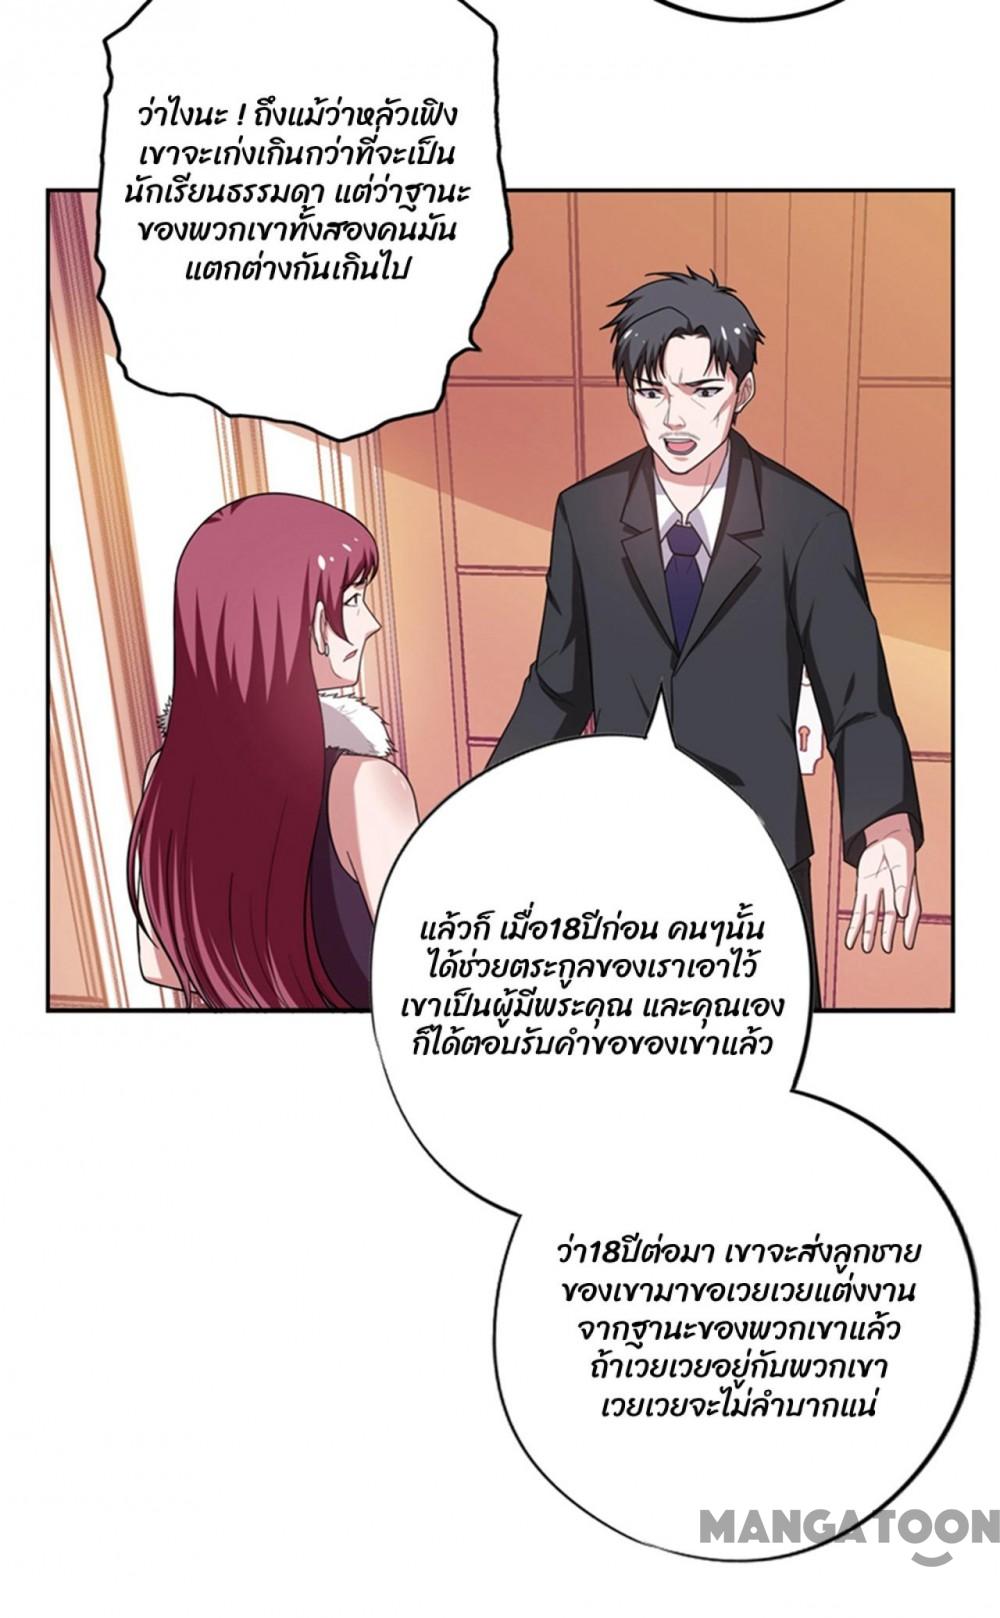 ว่าไงนะ ! ถึงแม้ว่าหลัวเฟิง
เขาจะเก่งเกินกว่าที่จะเป็น
นักเรียนธรรมดา แต่ว่าฐานะ
ของพวกเขาทั้งสองคนมัน
แตกต่างกันเกินไป
แล้วก็ เมื่อ18ปีก่อน คนๆนั้น
ได้ช่วยตระกูลของเราเอาไว้
เขาเป็นผู้มีพระคุณ และคุณเอง
ก็ได้ตอบรับคำขอของเขาแล้ว
ว่า18ปีต่อมา เขาจะส่งลูกชาย
ของเขามาขอเวยเวยแต่งงาน
จากฐานะของพวกเขาแล้ว
ถ้าเวยเวยอยู่กับพวกเขา
เวยเวยจะไม่ลำบากแน่
MANGATOON